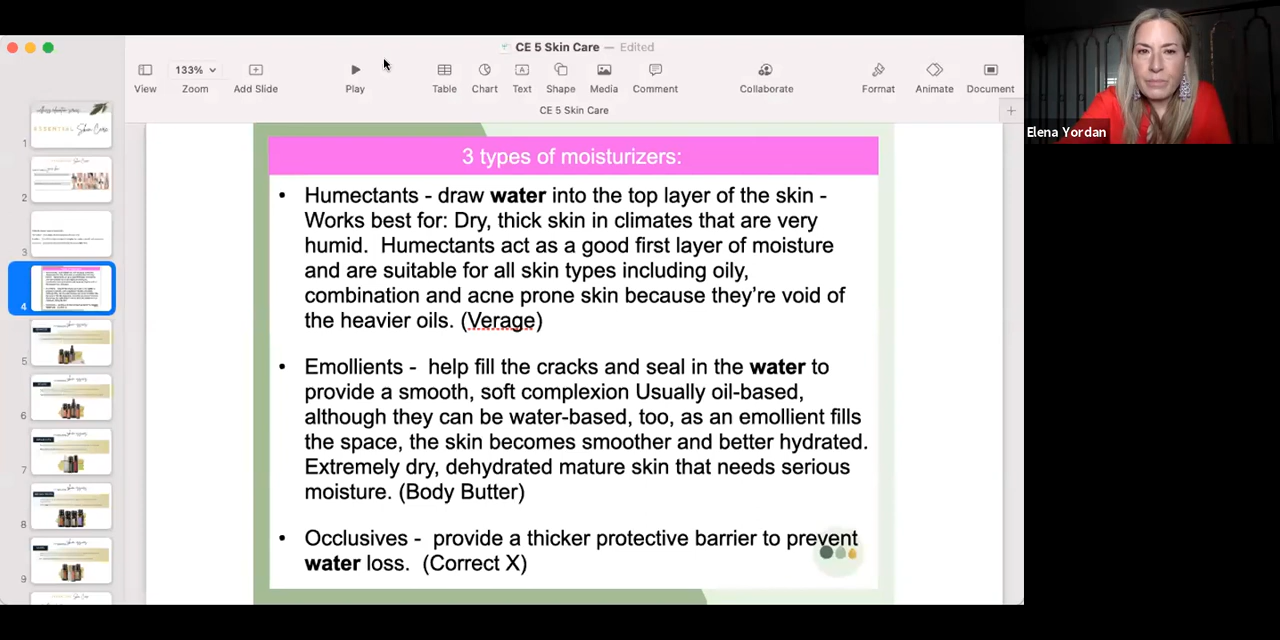 CE 5 Skin Care — Edited
133%
View
Zoom
Add Slide
Play
Table
Chart
Text
Shape
Media
Comment
Collaborate
Format
Animate
Document
CE 5 Skin Care
Elena Yordan
ESSENTIAL Skin Care
1
2
3
4
5
6
7
8
9
3 types of moisturizers:
• Humectants - draw water into the top layer of the skin -
Works best for: Dry, thick skin in climates that are very
humid. Humectants act as a good first layer of moisture
and are suitable for all skin types including oily,
combination and acne prone skin because they're void of
the heavier oils. (Verage)
• Emollients - help fill the cracks and seal in the water to
provide a smooth, soft complexion Usually oil-based,
although they can be water-based, too, as an emollient fills
the space, the skin becomes smoother and better hydrated.
Extremely dry, dehydrated mature skin that needs serious
moisture. (Body Butter)
• Occlusives - provide a thicker protective barrier to prevent
water loss. (Correct X)